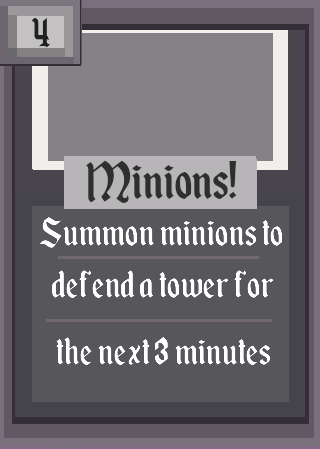 4
Minions!
Summon minions to
defend a tower for
the next 3 minutes